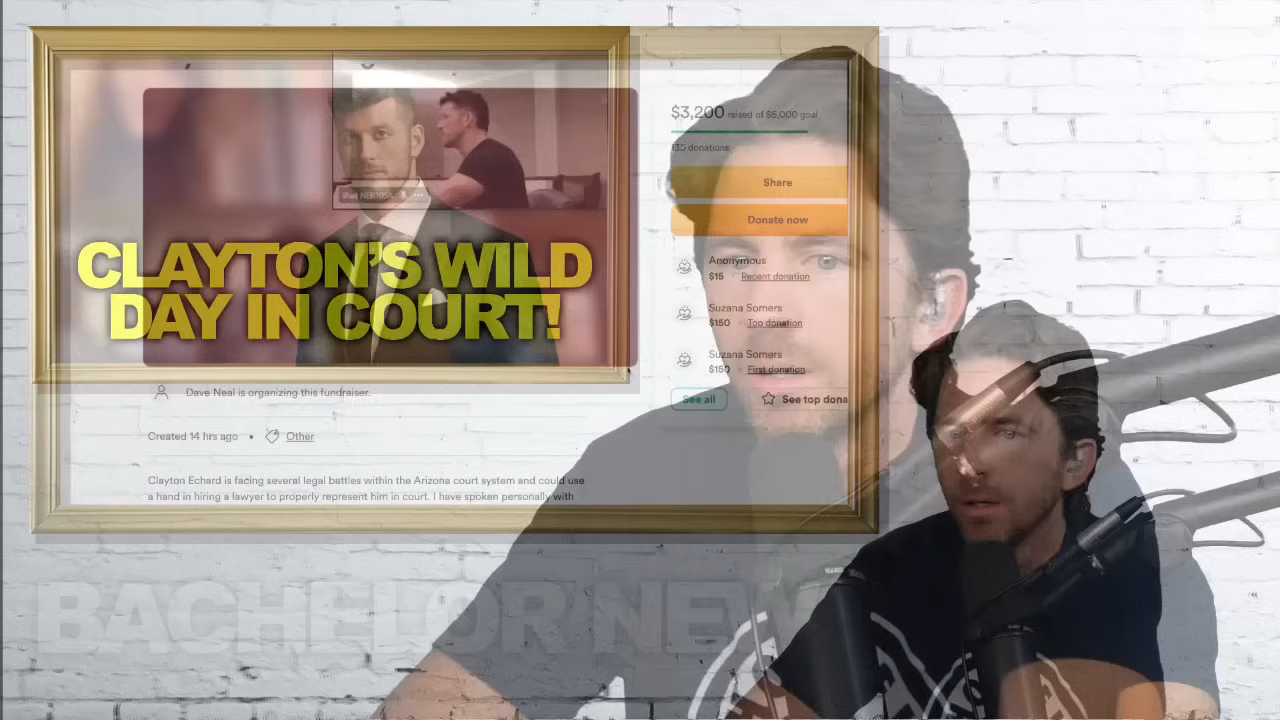 CLAYTON'S WILD
DAY IN COURT!
$3,200 raised of $5,000 goal
135 donations
Share
Donate now
Anonymous
$15 • Recent donation
Suzana Somers
$150 • Top donation
Suzana Somers
$150 • First donation
See all
See top dona
Dave Neal is organizing this fundraiser.
Created 14 hrs ago • Other
Clayton Echard is facing several legal battles within the Arizona court system and could use
a hand in hiring a lawyer to properly represent him in court. I have spoken personally with
BACHELOR NEWS